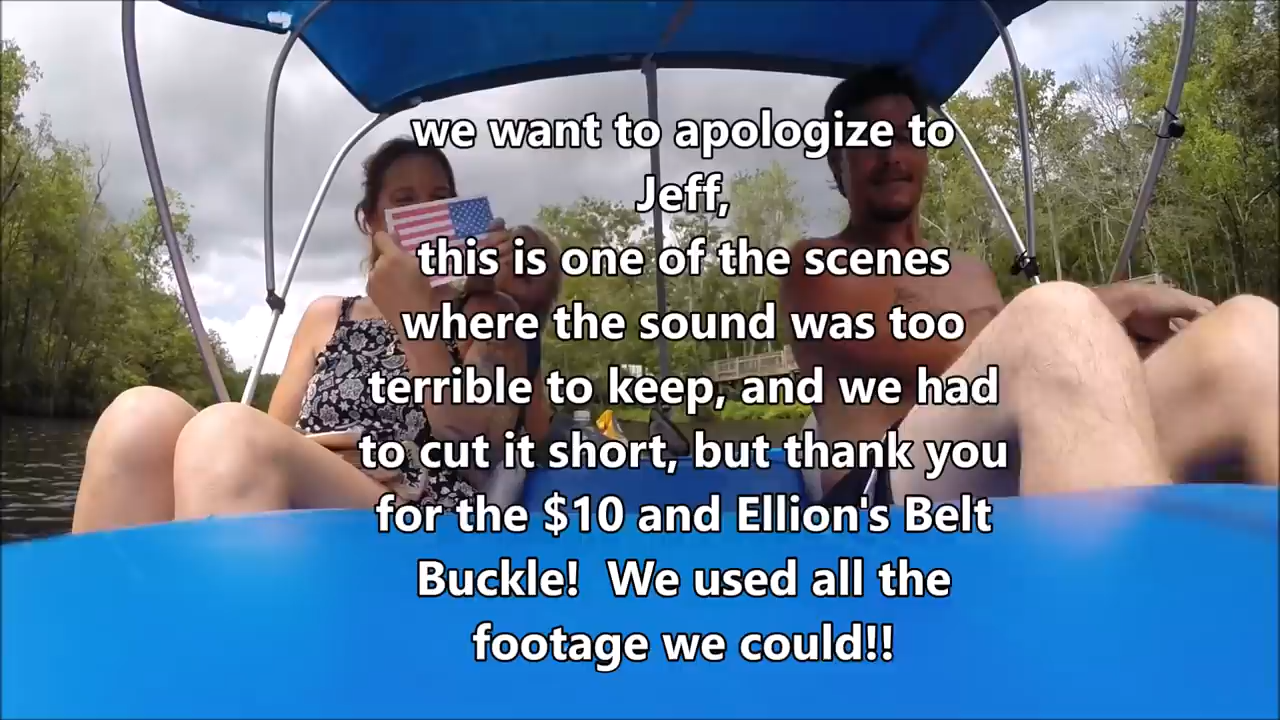 we want to apologize to
Jeff,
this is one of the scenes
where the sound was too
terrible to keep, and we had
to cut it short, but thank you
for the $10 and Ellion's Belt
Buckle!  We used all the
footage we could!!